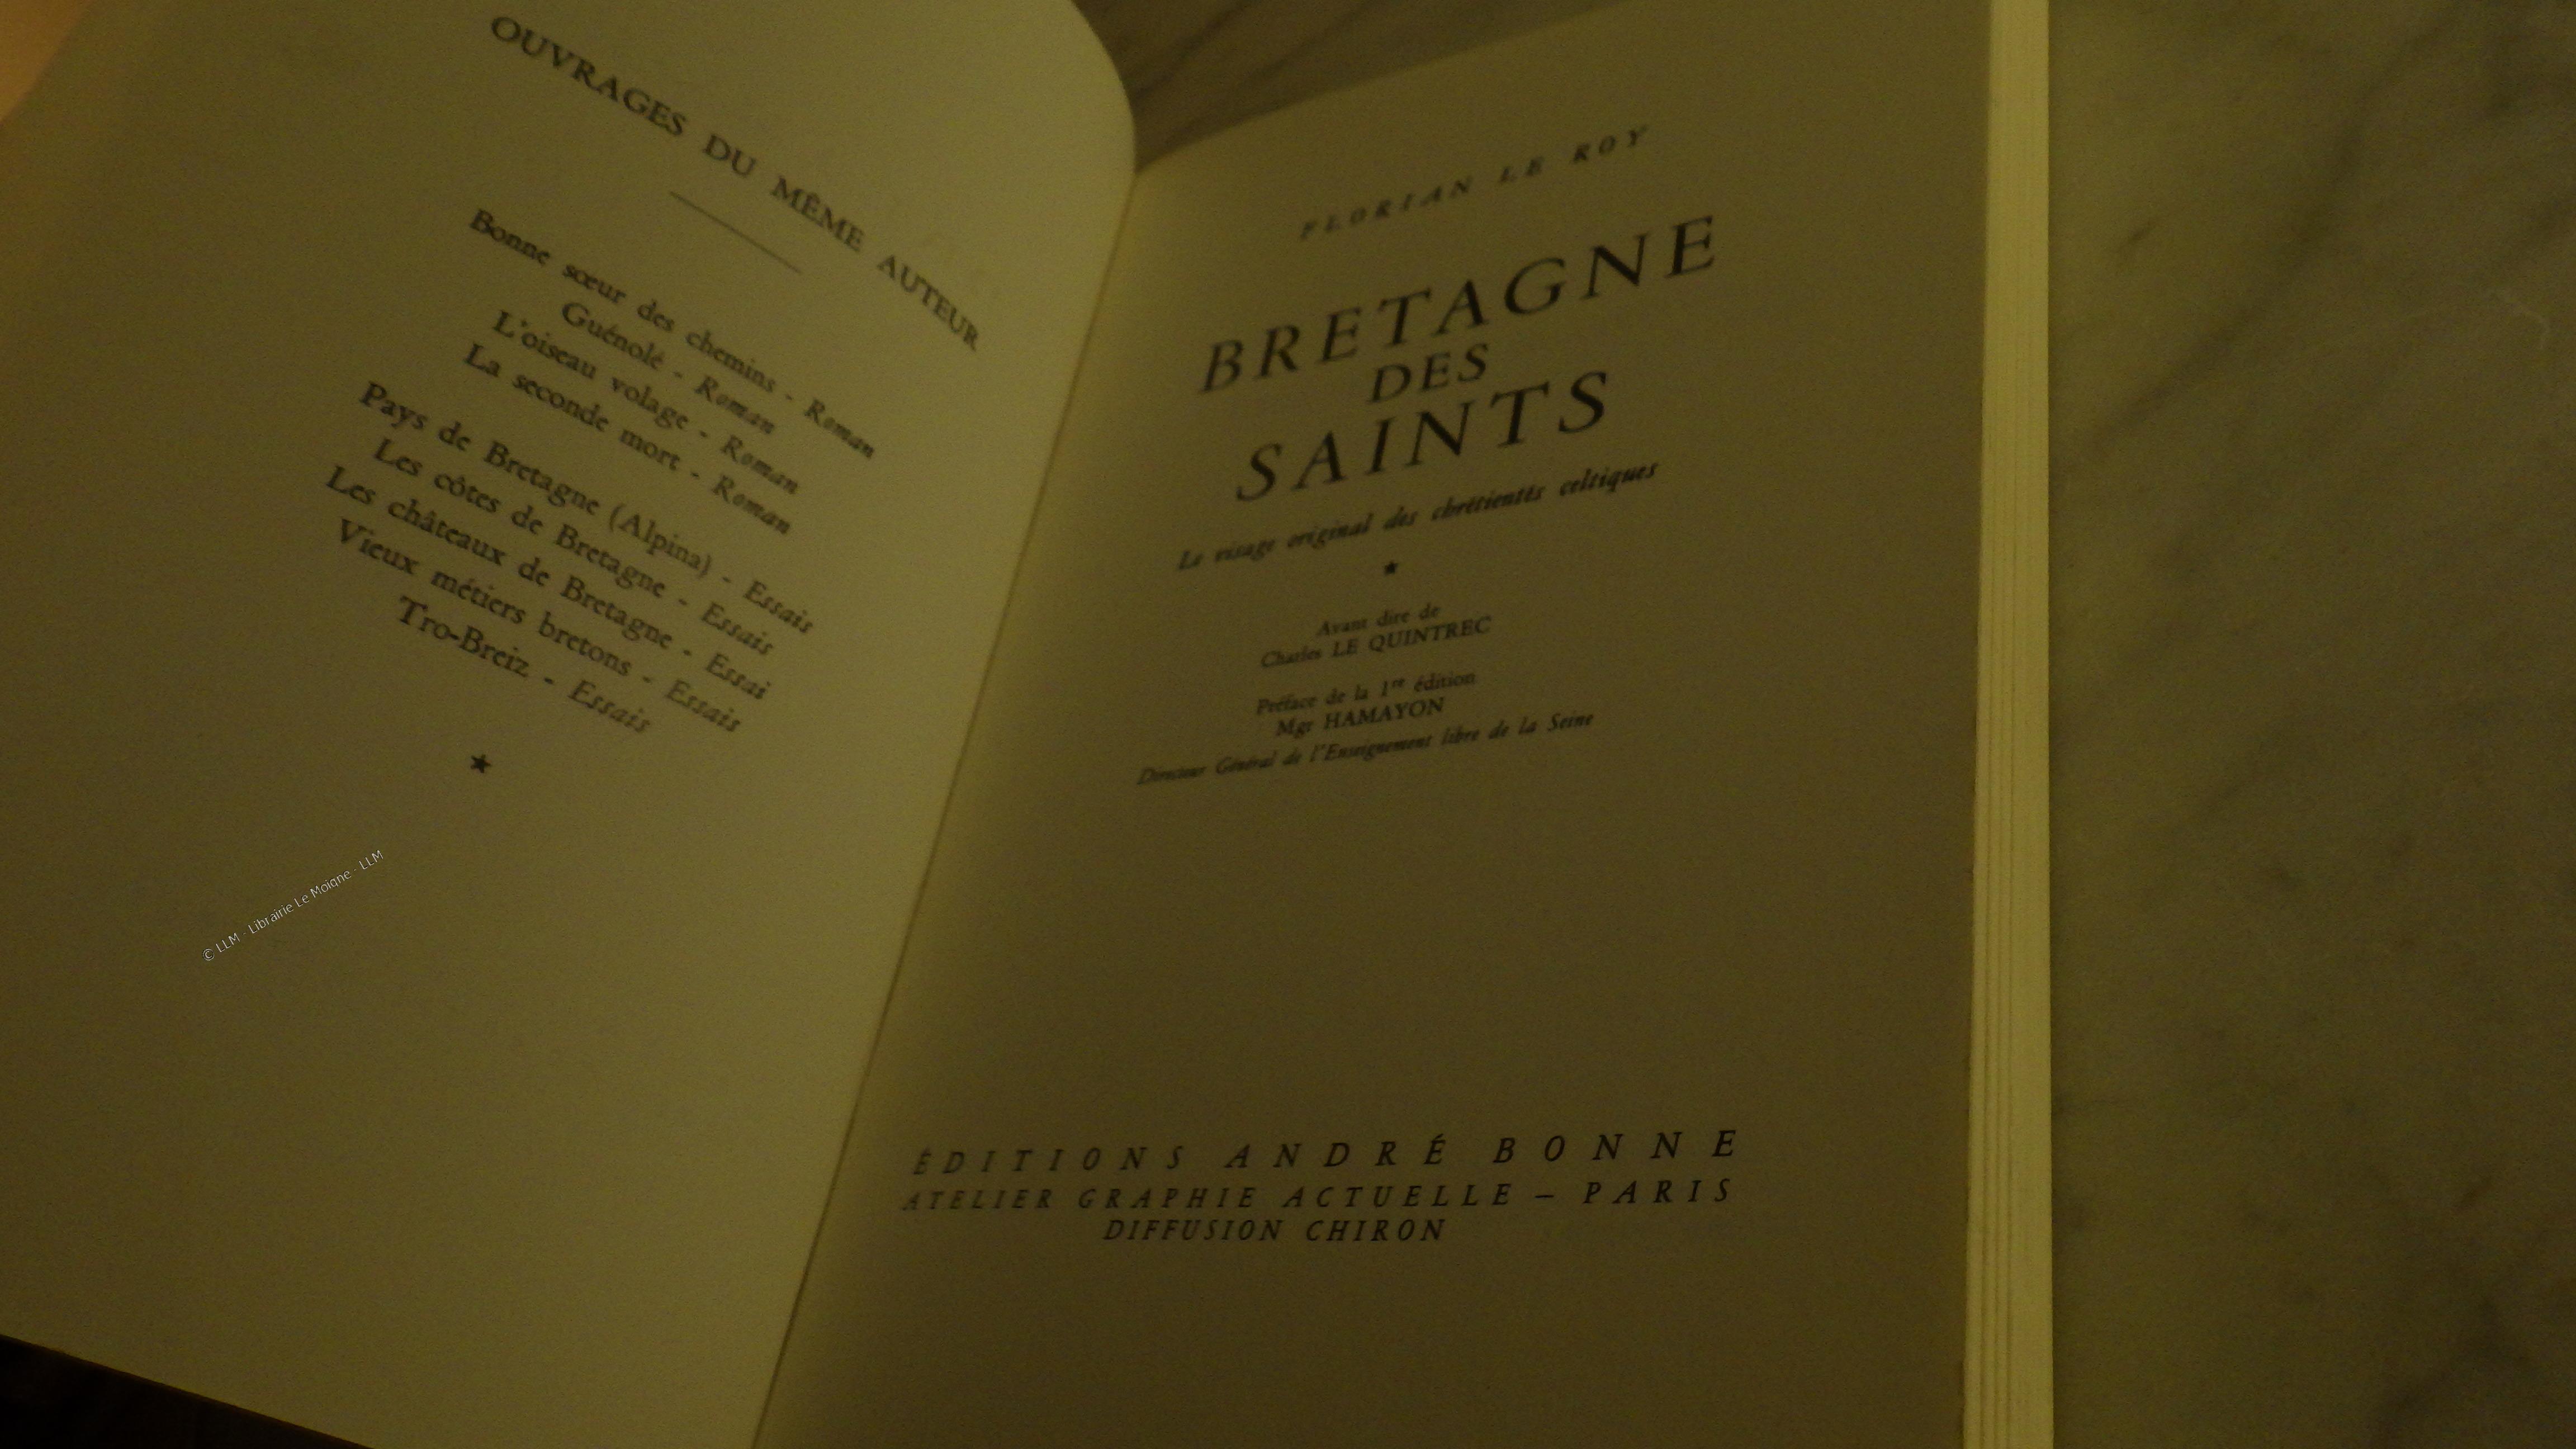 OUVRAGES DU MÊME AUTEUR
Bonne sœur des chemins - Roman
Guénolé - Roman
L'oiseau volage - Roman
La seconde mort - Roman
Pays de Bretagne (Alpina) - Essais
Les côtes de Bretagne - Essais
Les châteaux de Bretagne - Essai
Vieux métiers bretons - Essais
Tro-Breiz - Essais
★
© LLM - Librairie Le Moigne - LLM
FLORIAN LE ROY
BRETAGNE
DES
SAINTS
Le visage original des chrétientés celtiques
★
Avant dire de
Charles LE QUINTREC
Préface de la 1re édition
Mgr HAMAYON
Directeur Général de l'Enseignement libre de la Seine
ÉDITIONS ANDRÉ BONNE
ATELIER GRAPHIE ACTUELLE – PARIS
DIFFUSION CHIRON